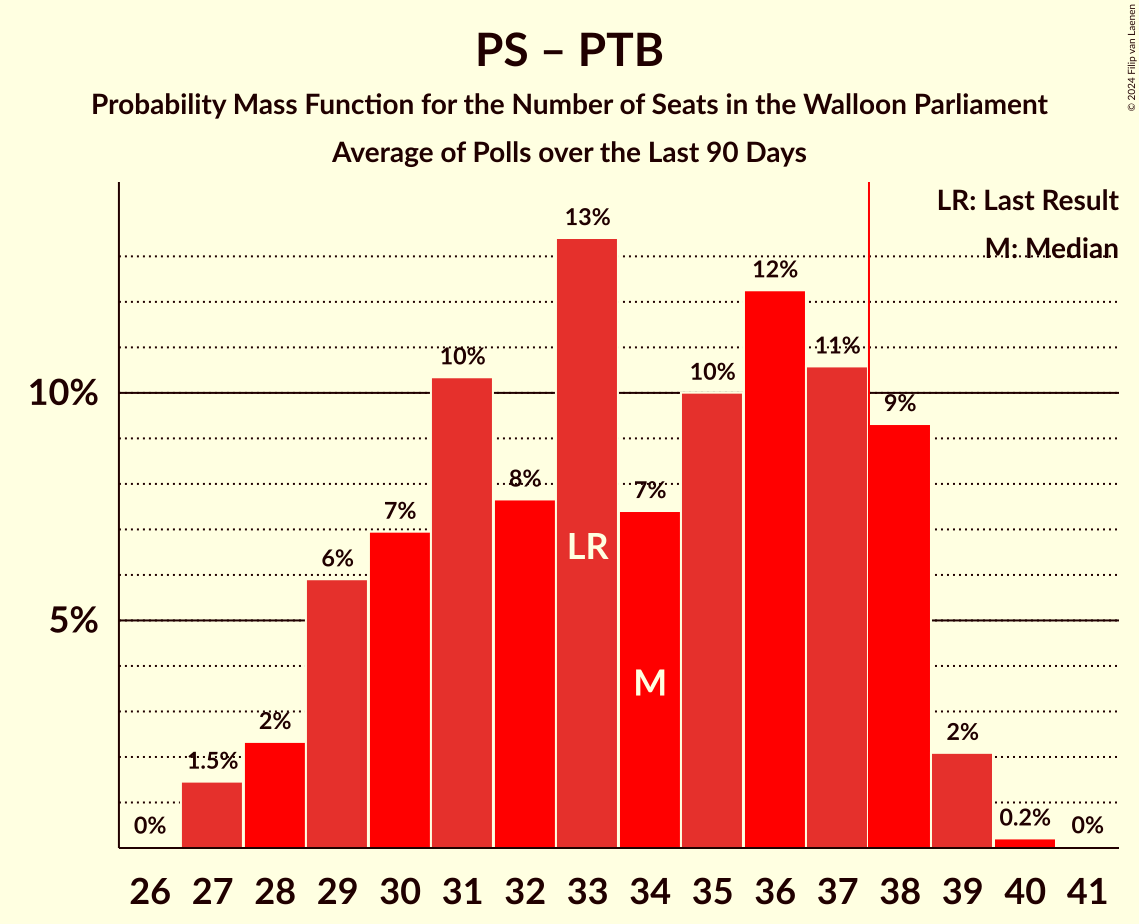 PS – PTB
Probability Mass Function for the Number of Seats in the Walloon Parliament
Average of Polls over the Last 90 Days
© 2024 Filip van Laenen
LR: Last Result
M: Median
10%
5%
0%
1.5%
2%
6%
7%
10%
8%
13%
7%
10%
12%
11%
9%
2%
0.2%
0%
LR
M
26 27 28 29 30 31 32 33 34 35 36 37 38 39 40 41